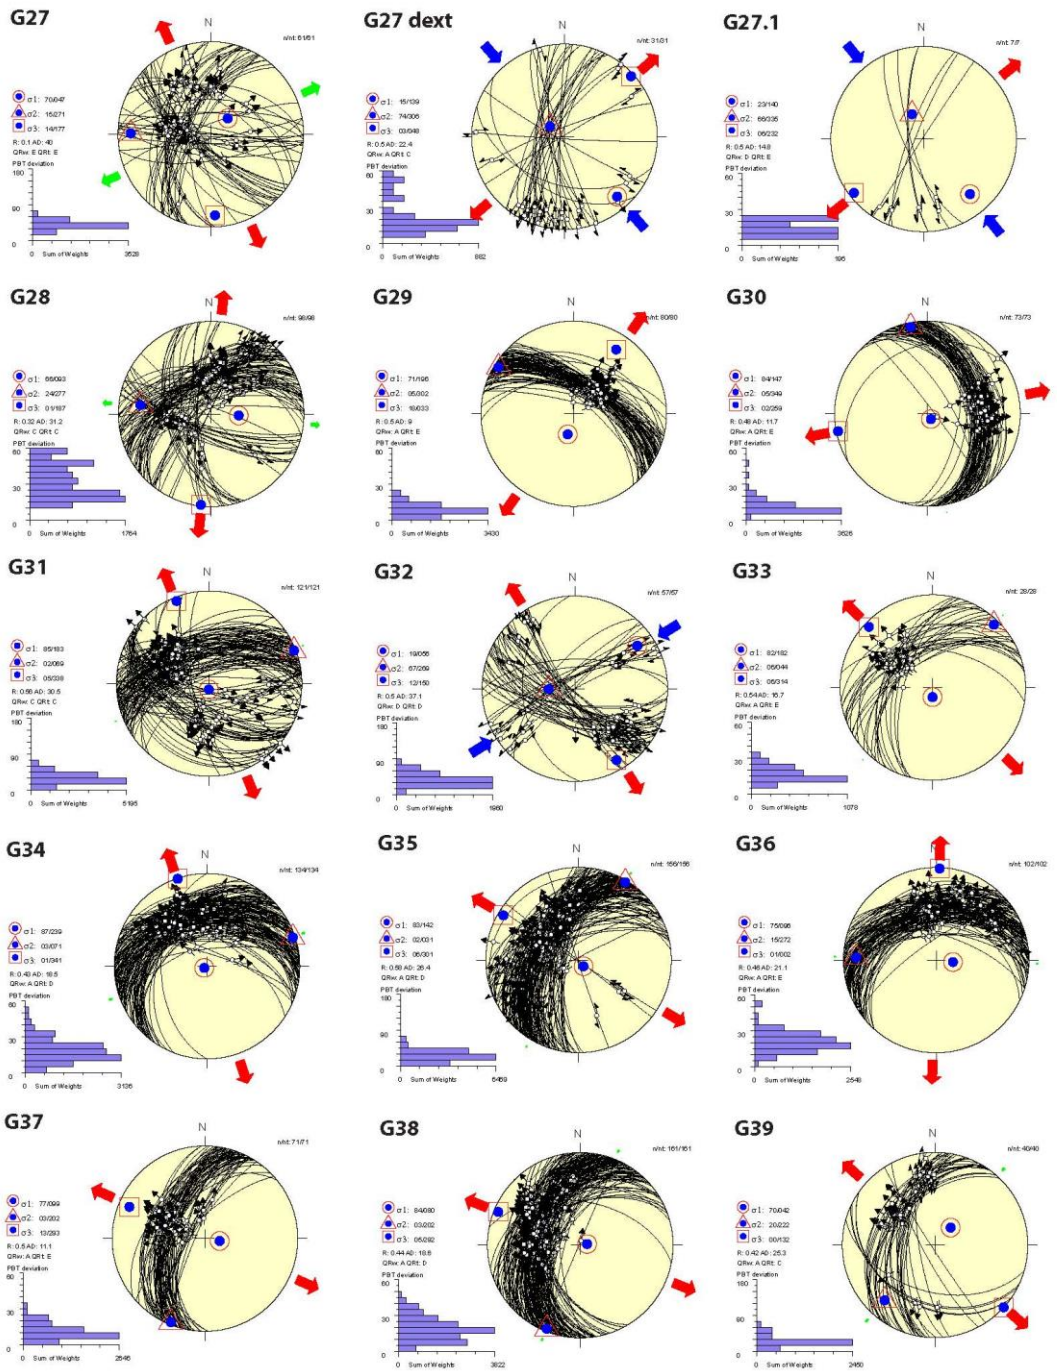 G27
N
n/nt: 61/61
σ1: 70/047
σ2: 15/271
σ3: 14/177
R: 0.1 AD: 40
QRw: E QRt: E
PBT deviation
180
90
0
0 Sum of Weights 3528
G27 dext
N
n/nt: 31/31
σ1: 15/139
σ2: 74/306
σ3: 03/048
R: 0.5 AD: 22.4
QRw: A QRt: C
PBT deviation
60
30
0
0 Sum of Weights 882
G27.1
N
n/nt: 7/7
σ1: 23/140
σ2: 66/335
σ3: 06/232
R: 0.5 AD: 14.8
QRw: D QRt: E
PBT deviation
60
30
0
0 Sum of Weights 196
G28
N
n/nt: 98/98
σ1: 66/093
σ2: 24/277
σ3: 01/187
R: 0.32 AD: 31.2
QRw: C QRt: C
PBT deviation
60
30
0
0 Sum of Weights 1764
G29
N
n/nt: 80/80
σ1: 71/196
σ2: 05/302
σ3: 18/033
R: 0.5 AD: 9
QRw: A QRt: E
PBT deviation
60
30
0
0 Sum of Weights 3430
G30
N
n/nt: 73/73
σ1: 84/147
σ2: 05/349
σ3: 02/259
R: 0.48 AD: 11.7
QRw: A QRt: E
PBT deviation
60
30
0
0 Sum of Weights 3626
G31
N
n/nt: 121/121
σ1: 85/183
σ2: 02/069
σ3: 05/338
R: 0.56 AD: 30.5
QRw: C QRt: C
PBT deviation
180
90
0
0 Sum of Weights 5195
G32
N
n/nt: 57/57
σ1: 19/056
σ2: 67/269
σ3: 12/150
R: 0.5 AD: 37.1
QRw: D QRt: D
PBT deviation
180
90
0
0 Sum of Weights 1960
G33
N
n/nt: 28/28
σ1: 82/182
σ2: 06/044
σ3: 06/314
R: 0.54 AD: 16.7
QRw: A QRt: E
PBT deviation
60
30
0
0 Sum of Weights 1078
G34
N
n/nt: 134/134
σ1: 87/239
σ2: 03/071
σ3: 01/341
R: 0.43 AD: 18.5
QRw: A QRt: D
PBT deviation
60
30
0
0 Sum of Weights 3136
G35
N
n/nt: 156/156
σ1: 83/142
σ2: 02/031
σ3: 06/301
R: 0.58 AD: 26.4
QRw: A QRt: D
PBT deviation
180
90
0
0 Sum of Weights 6469
G36
N
n/nt: 102/102
σ1: 75/096
σ2: 15/272
σ3: 01/002
R: 0.46 AD: 21.1
QRw: A QRt: E
PBT deviation
60
30
0
0 Sum of Weights 2548
G37
N
n/nt: 71/71
σ1: 77/099
σ2: 03/202
σ3: 13/293
R: 0.5 AD: 11.1
QRw: A QRt: E
PBT deviation
60
30
0
0 Sum of Weights 2646
G38
N
n/nt: 161/161
σ1: 84/080
σ2: 03/202
σ3: 05/292
R: 0.44 AD: 18.6
QRw: A QRt: D
PBT deviation
60
30
0
0 Sum of Weights 3822
G39
N
n/nt: 46/46
σ1: 70/042
σ2: 20/222
σ3: 00/132
R: 0.42 AD: 25.3
QRw: A QRt: C
PBT deviation
180
90
0
0 Sum of Weights 2450